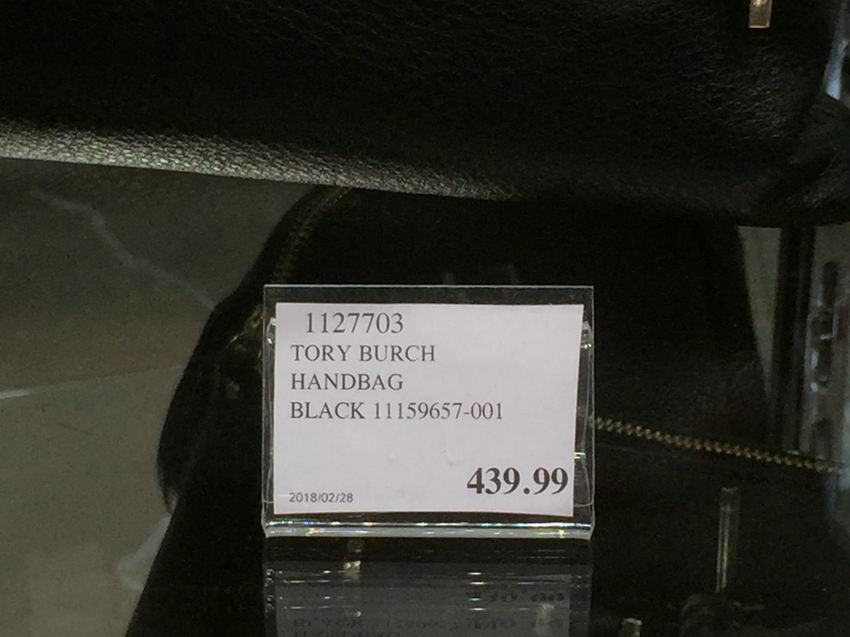 1127703
TORY BURCH
HANDBAG
BLACK 11159657-001
439.99
2018/02/28